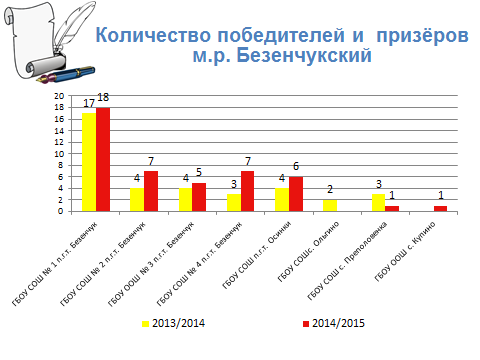 Количество победителей и призёров
м.р. Безенчукский
20
18
16
14
12
10
8
6
4
2
0
17 18
4 7
4 5
3 7
4 6
2
3 1
1
ГБОУ СОШ № 1 п.г.т. Безенчук
ГБОУ СОШ № 2 п.г.т. Безенчук
ГБОУ ООШ № 3 п.г.т. Безенчук
ГБОУ СОШ № 4 п.г.т. Безенчук
ГБОУ СОШ п.г.т. Осинки
ГБОУ СОШс. Ольгино
ГБОУ СОШ с. Преполовенка
ГБОУ ООШ с. Купино
2013/2014
2014/2015